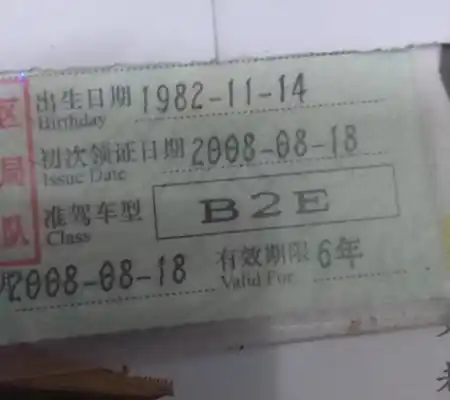 区 出生日期 1982-11-14
Birthday
局 初次领证日期 2008-08-18
Issue Date
队 准驾车型 B2E
Class
2008-08-18 有效期限 6年
Valid For